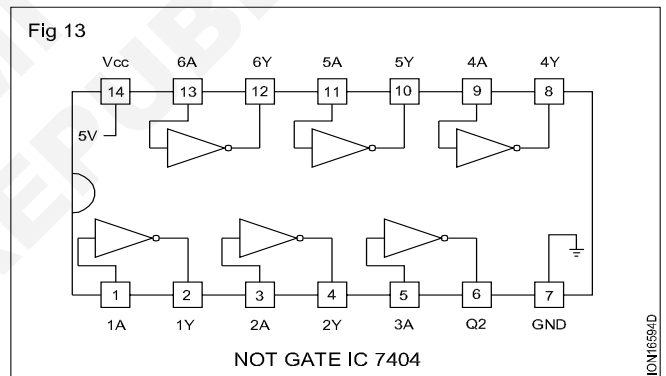 Fig 13
Vcc 6A 6Y 5A 5Y 4A 4Y
14 13 12 11 10 9 8
5V
1 2 3 4 5 6 7
1A 1Y 2A 2Y 3A Q2 GND
NOT GATE IC 7404
ION16594D
REPUBL